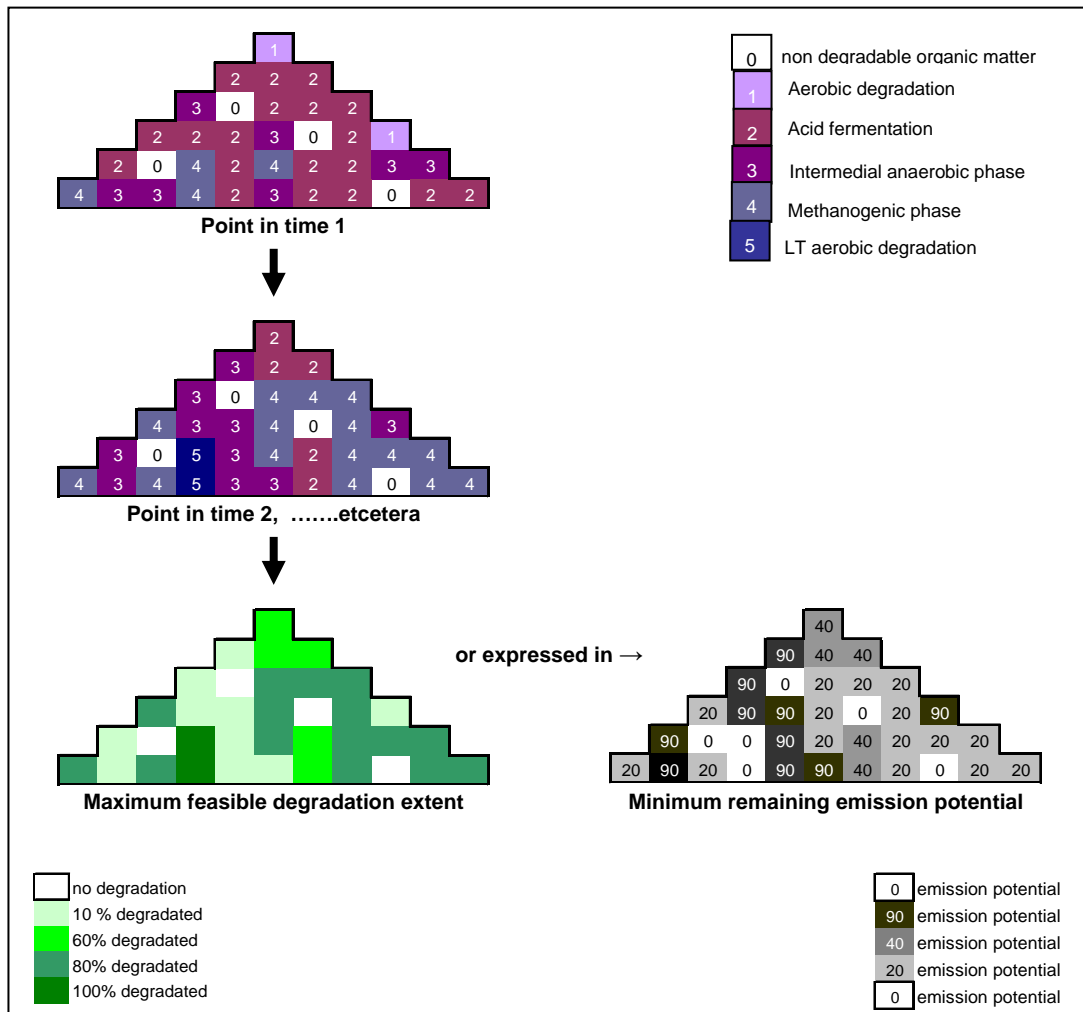 1
2 2 2
3 0 2 2 2
2 2 2 3 0 2 1
2 0 4 2 4 2 2 3 3
4 3 3 4 2 3 2 2 0 2 2
Point in time 1
0 non degradable organic matter
1 Aerobic degradation
2 Acid fermentation
3 Intermedial anaerobic phase
4 Methanogenic phase
5 LT aerobic degradation
2
3 2 2
3 0 4 4 4
4 3 3 4 0 4 3
3 0 5 3 4 2 4 4 4
4 3 4 5 3 3 2 4 0 4 4
Point in time 2, …….etcetera
Maximum feasible degradation extent
or expressed in →
40
90 40 40
90 0 20 20 20
20 90 90 20 0 20 90
90 0 0 90 20 40 20 20 20
20 90 20 0 90 90 40 20 0 20 20
Minimum remaining emission potential
no degradation
10 % degradated
60% degradated
80% degradated
100% degradated
0 emission potential
90 emission potential
40 emission potential
20 emission potential
0 emission potential